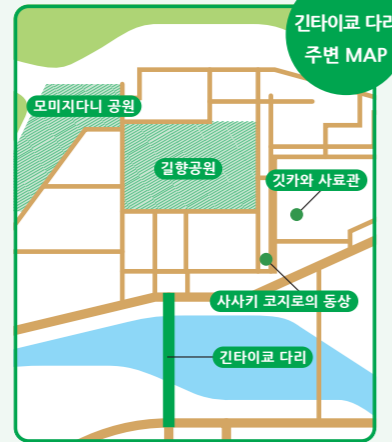 긴타이쿄 다리
주변 MAP
모미지다니 공원
길향공원
깃카와 사료관
사사키 코지로의 동상
긴타이쿄 다리